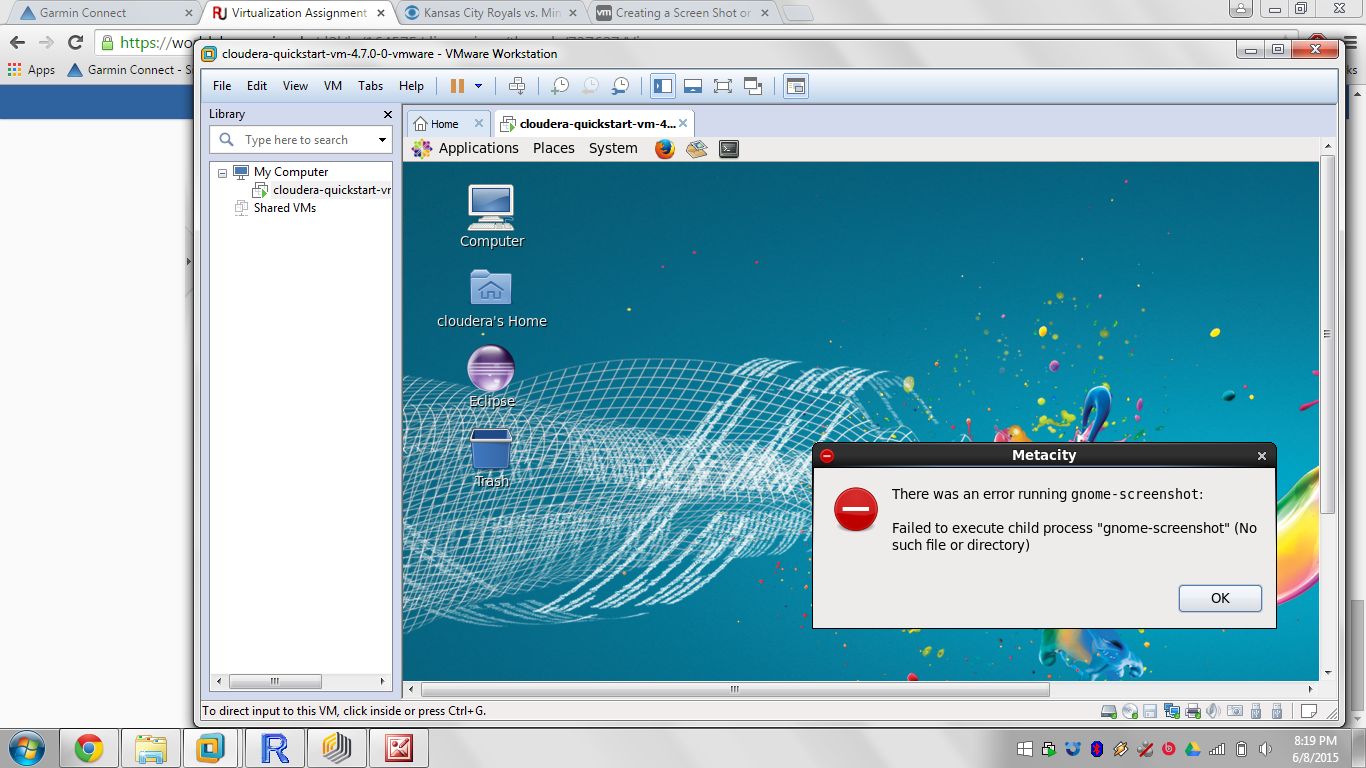 Garmin Connect
Virtualization Assignment
Kansas City Royals vs. Min
Creating a Screen Shot or
https://wor
Apps
Garmin Connect - S
cloudera-quickstart-vm-4.7.0-0-vmware - VMware Workstation
File Edit View VM Tabs Help
Library
Type here to search
My Computer
cloudera-quickstart-vr
Shared VMs
Home
cloudera-quickstart-vm-4...
Applications Places System
Computer
cloudera's Home
Eclipse
Trash
Metacity
There was an error running gnome-screenshot:
Failed to execute child process "gnome-screenshot" (No
such file or directory)
OK
To direct input to this VM, click inside or press Ctrl+G.
8:19 PM
6/8/2015